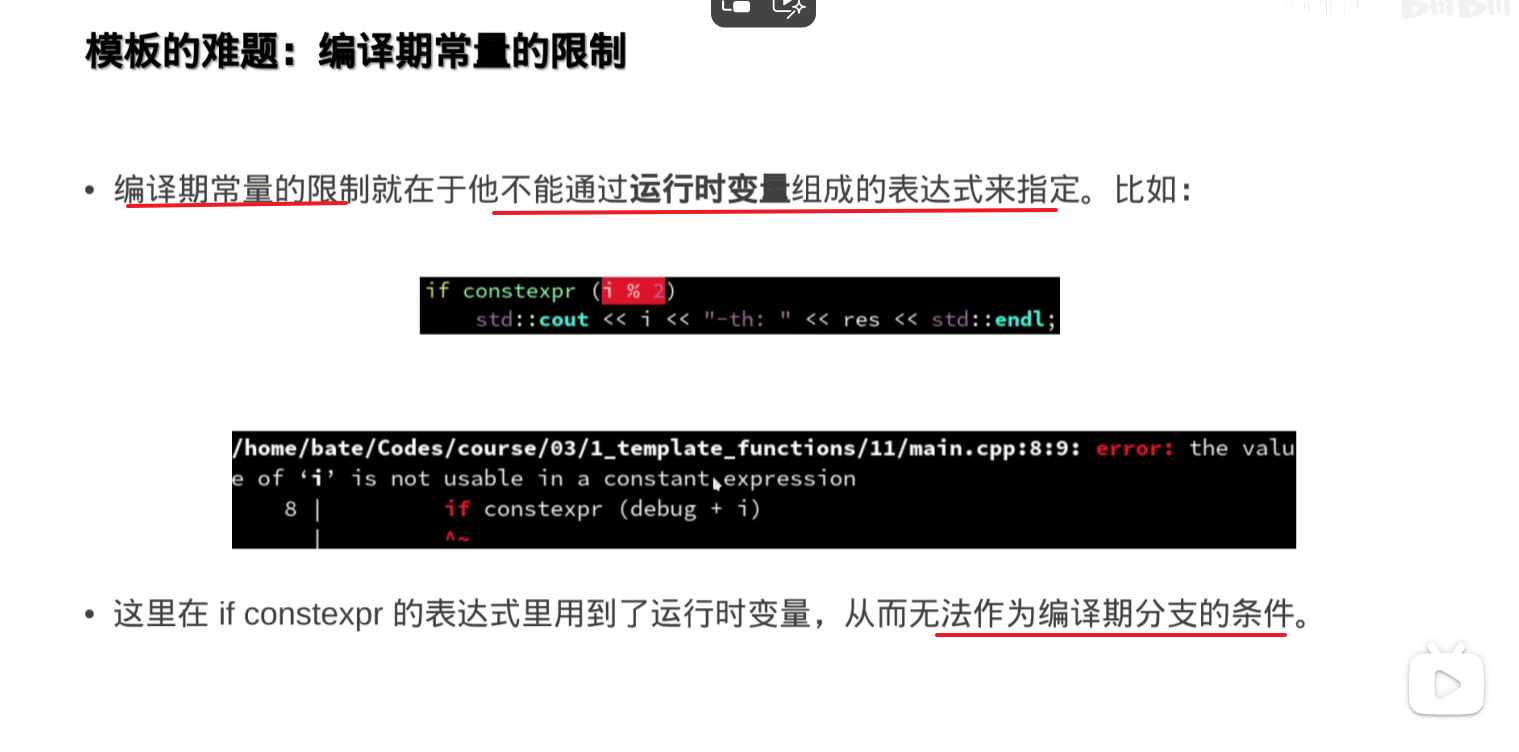 模板的难题：编译期常量的限制
• 编译期常量的限制就在于他不能通过运行时变量组成的表达式来指定。比如：
if constexpr (i % 2)
std::cout << i << "-th: " << res << std::endl;
/home/bate/Codes/course/03/1_template_functions/11/main.cpp:8:9: error: the valu
e of ‘i’ is not usable in a constant expression
8 | if constexpr (debug + i)
| ^~
• 这里在 if constexpr 的表达式里用到了运行时变量，从而无法作为编译期分支的条件。